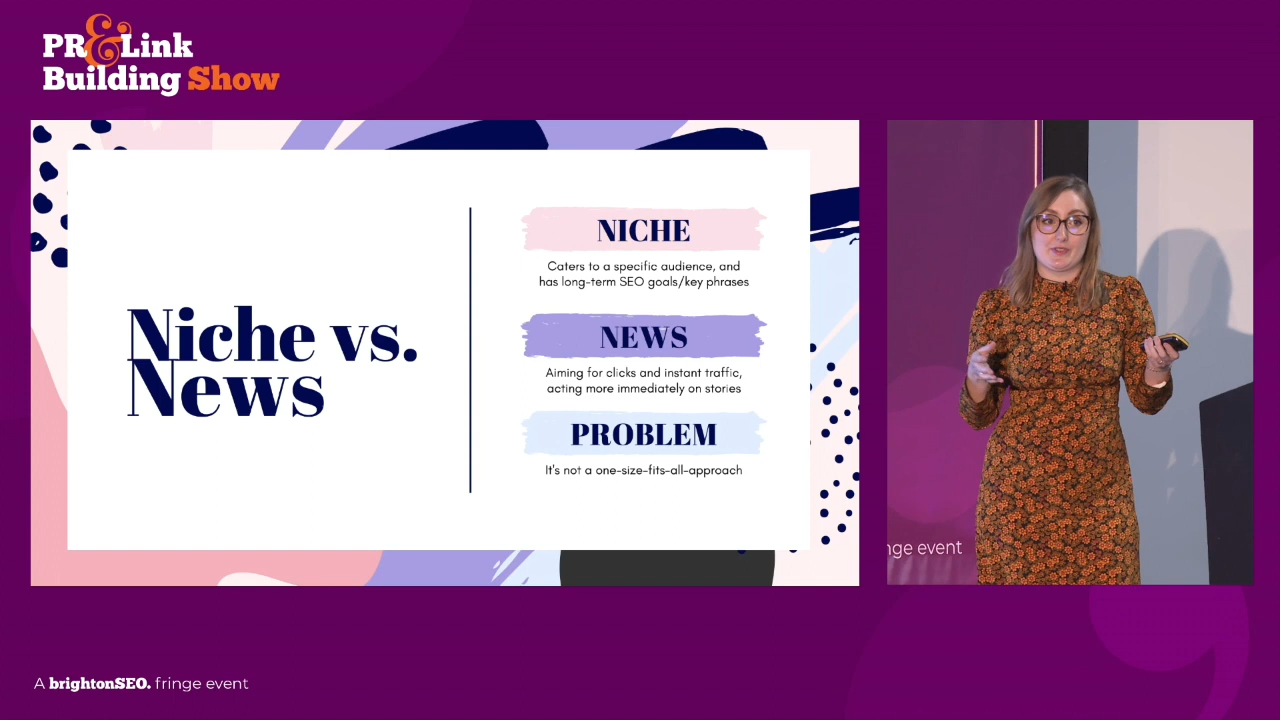 PR & Link
Building Show
Niche vs.
News
NICHE
Caters to a specific audience, and
has long-term SEO goals/key phrases
NEWS
Aiming for clicks and instant traffic,
acting more immediately on stories
PROBLEM
It's not a one-size-fits-all-approach
nge event
A brightonSEO. fringe event